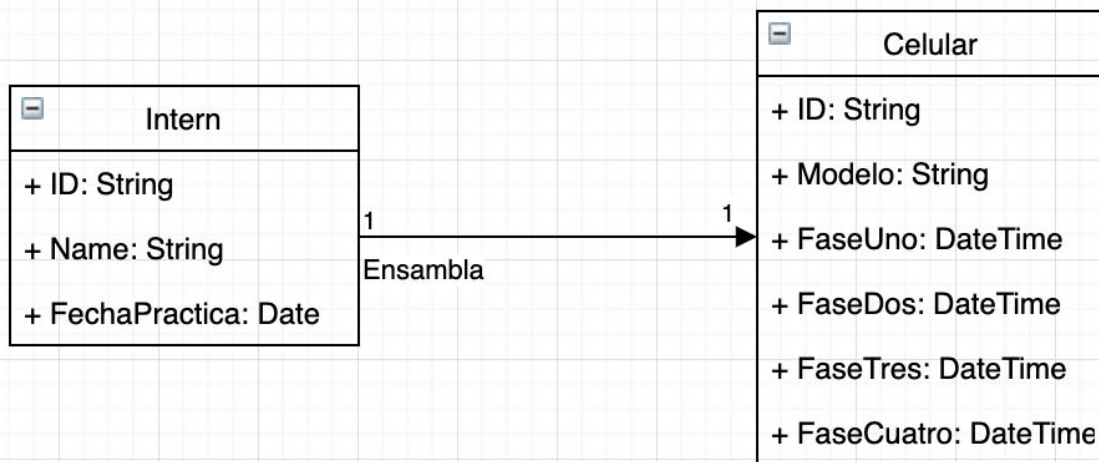 Intern
+ ID: String
+ Name: String
+ FechaPractica: Date
1
1
Ensambla
Celular
+ ID: String
+ Modelo: String
+ FaseUno: DateTime
+ FaseDos: DateTime
+ FaseTres: DateTime
+ FaseCuatro: DateTime